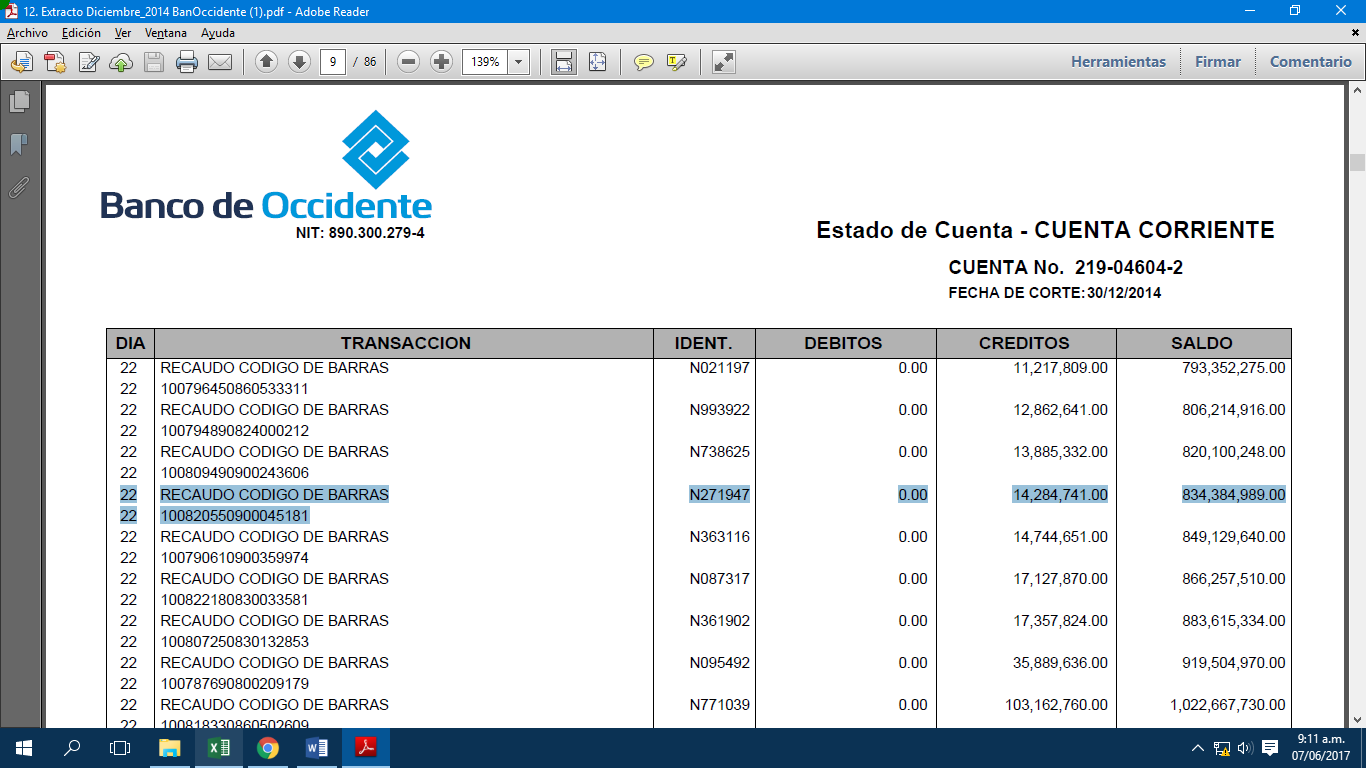 12. Extracto Diciembre_2014 BanOccidente (1).pdf - Adobe Reader
Archivo Edición Ver Ventana Ayuda
9 / 86 139% Herramientas Firmar Comentario
Banco de Occidente
NIT: 890.300.279-4
Estado de Cuenta - CUENTA CORRIENTE
CUENTA No. 219-04604-2
FECHA DE CORTE:30/12/2014
DIA TRANSACCION IDENT. DEBITOS CREDITOS SALDO
22 RECAUDO CODIGO DE BARRAS N021197 0.00 11,217,809.00 793,352,275.00
22 100796450860533311
22 RECAUDO CODIGO DE BARRAS N993922 0.00 12,862,641.00 806,214,916.00
22 100794890824000212
22 RECAUDO CODIGO DE BARRAS N738625 0.00 13,885,332.00 820,100,248.00
22 100809490900243606
22 RECAUDO CODIGO DE BARRAS N271947 0.00 14,284,741.00 834,384,989.00
22 100820550900045181
22 RECAUDO CODIGO DE BARRAS N363116 0.00 14,744,651.00 849,129,640.00
22 100790610900359974
22 RECAUDO CODIGO DE BARRAS N087317 0.00 17,127,870.00 866,257,510.00
22 100822180830033581
22 RECAUDO CODIGO DE BARRAS N361902 0.00 17,357,824.00 883,615,334.00
22 100807250830132853
22 RECAUDO CODIGO DE BARRAS N095492 0.00 35,889,636.00 919,504,970.00
22 100787690800209179
22 RECAUDO CODIGO DE BARRAS N771039 0.00 103,162,760.00 1,022,667,730.00
22 100818330860502609
9:11 a.m.
07/06/2017